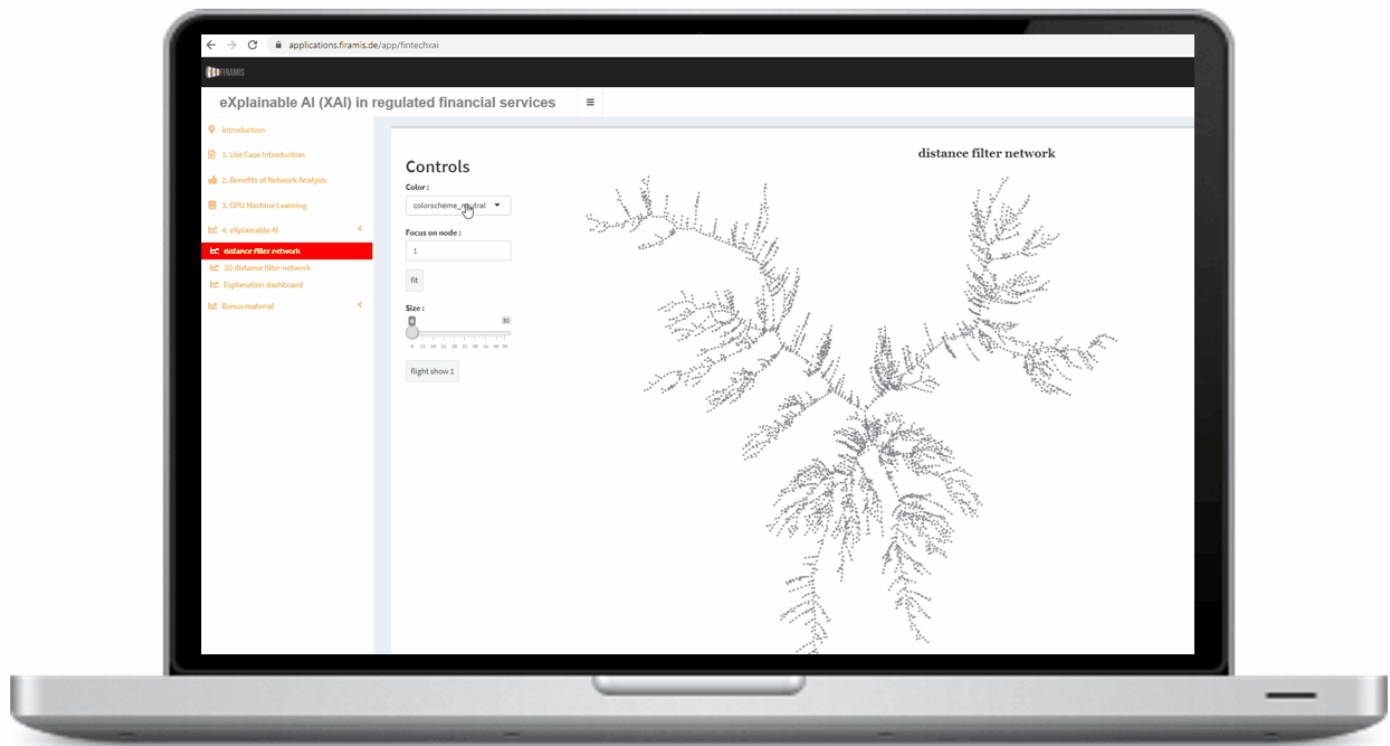 applications.firamis.de/app/fintechxai
FIRAMIS
eXplainable AI (XAI) in regulated financial services
Introduction
1. Use Case Introduction
2. Benefits of Network Analysis
3. GPU Machine Learning
4. eXplainable AI
distance filter network
3D distance filter network
Explanation dashboard
Bonus material
Controls
Color :
colorscheme_neutral
Focus on node :
1
fit
Size :
flight show 1
distance filter network